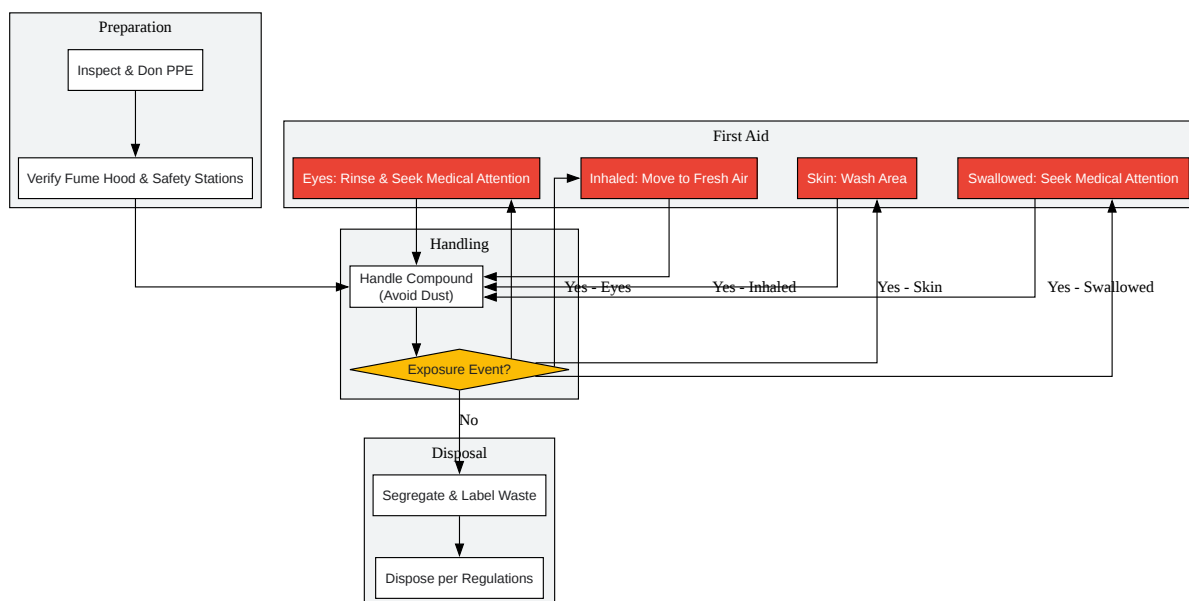 Preparation
Inspect & Don PPE
Verify Fume Hood & Safety Stations
First Aid
Eyes: Rinse & Seek Medical Attention
Inhaled: Move to Fresh Air
Skin: Wash Area
Swallowed: Seek Medical Attention
Handling
Handle Compound
(Avoid Dust)
Yes - Eyes
Yes - Inhaled
Yes - Skin
Yes - Swallowed
Exposure Event?
No
Disposal
Segregate & Label Waste
Dispose per Regulations